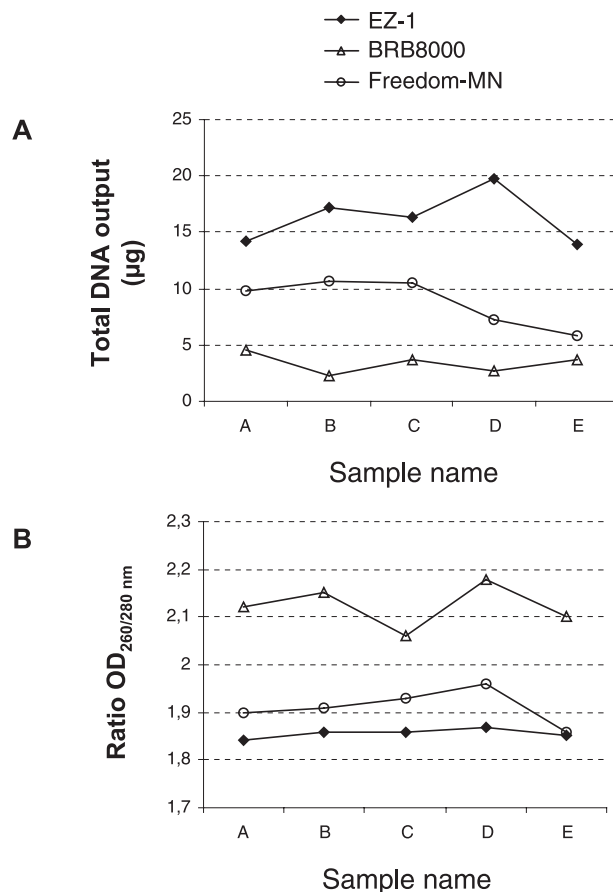 EZ-1
BRB8000
Freedom-MN
A
Total DNA output
(µg)
25
20
15
10
5
0
A B C D E
Sample name
B
Ratio OD260/280 nm
2,3
2,2
2,1
2
1,9
1,8
1,7
A B C D E
Sample name